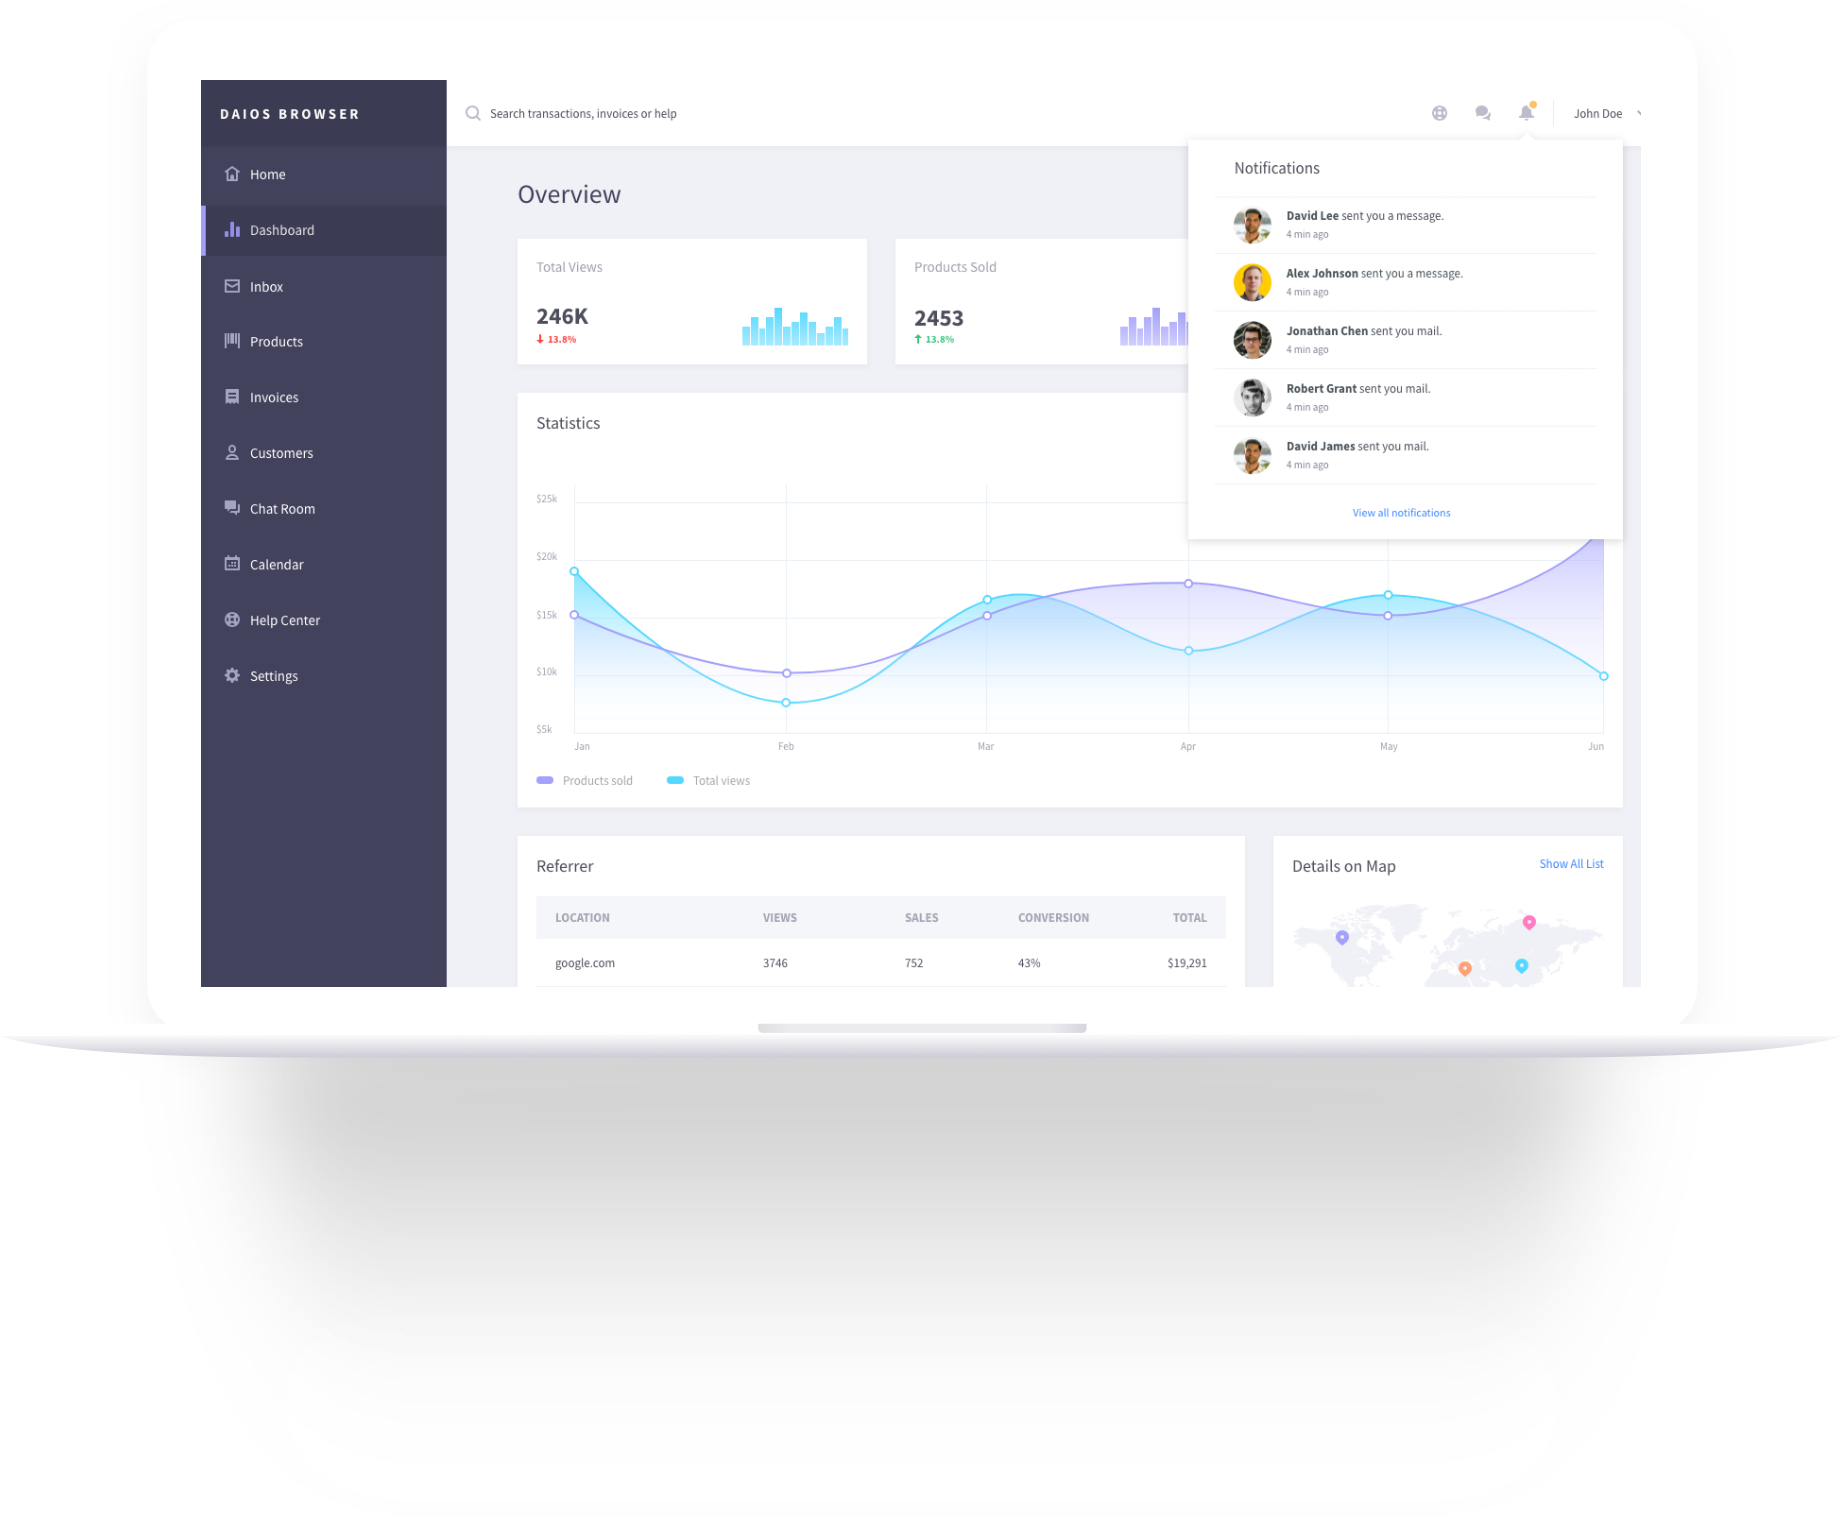 DAIOS BROWSER
Search transactions, invoices or help
John Doe
Home
Dashboard
Inbox
Products
Invoices
Customers
Chat Room
Calendar
Help Center
Settings
Overview
Total Views
246K
13.8%
Products Sold
2453
13.8%
Notifications
David Lee sent you a message.
4 min ago
Alex Johnson sent you a message.
4 min ago
Jonathan Chen sent you mail.
4 min ago
Robert Grant sent you mail.
4 min ago
David James sent you mail.
4 min ago
View all notifications
Statistics
$25k
$20k
$15k
$10k
$5k
Jan Feb Mar Apr May Jun
Products sold Total views
Referrer
LOCATION VIEWS SALES CONVERSION TOTAL
google.com 3746 752 43% $19,291
Details on Map
Show All List